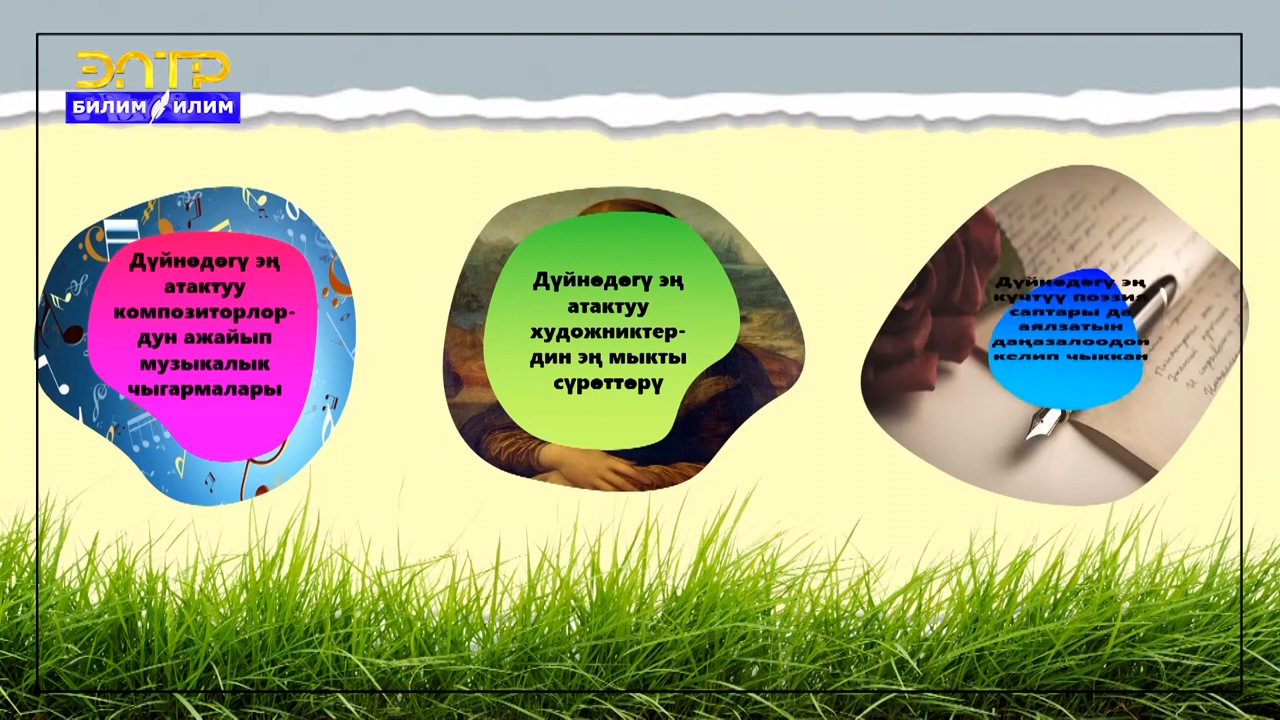 ЭЛТР
БИЛИМ ИЛИМ
Дүйнөдөгү эң
атактуу
композиторлор-
дун ажайып
музыкалык
чыгармалары
Дүйнөдөгү эң
атактуу
художниктер-
дин эң мыкты
сүрөттөрү
Дүйнөдөгү эң
күчтүү поэзия
саптары да
аялзатын
даңазалоодон
келип чыккан